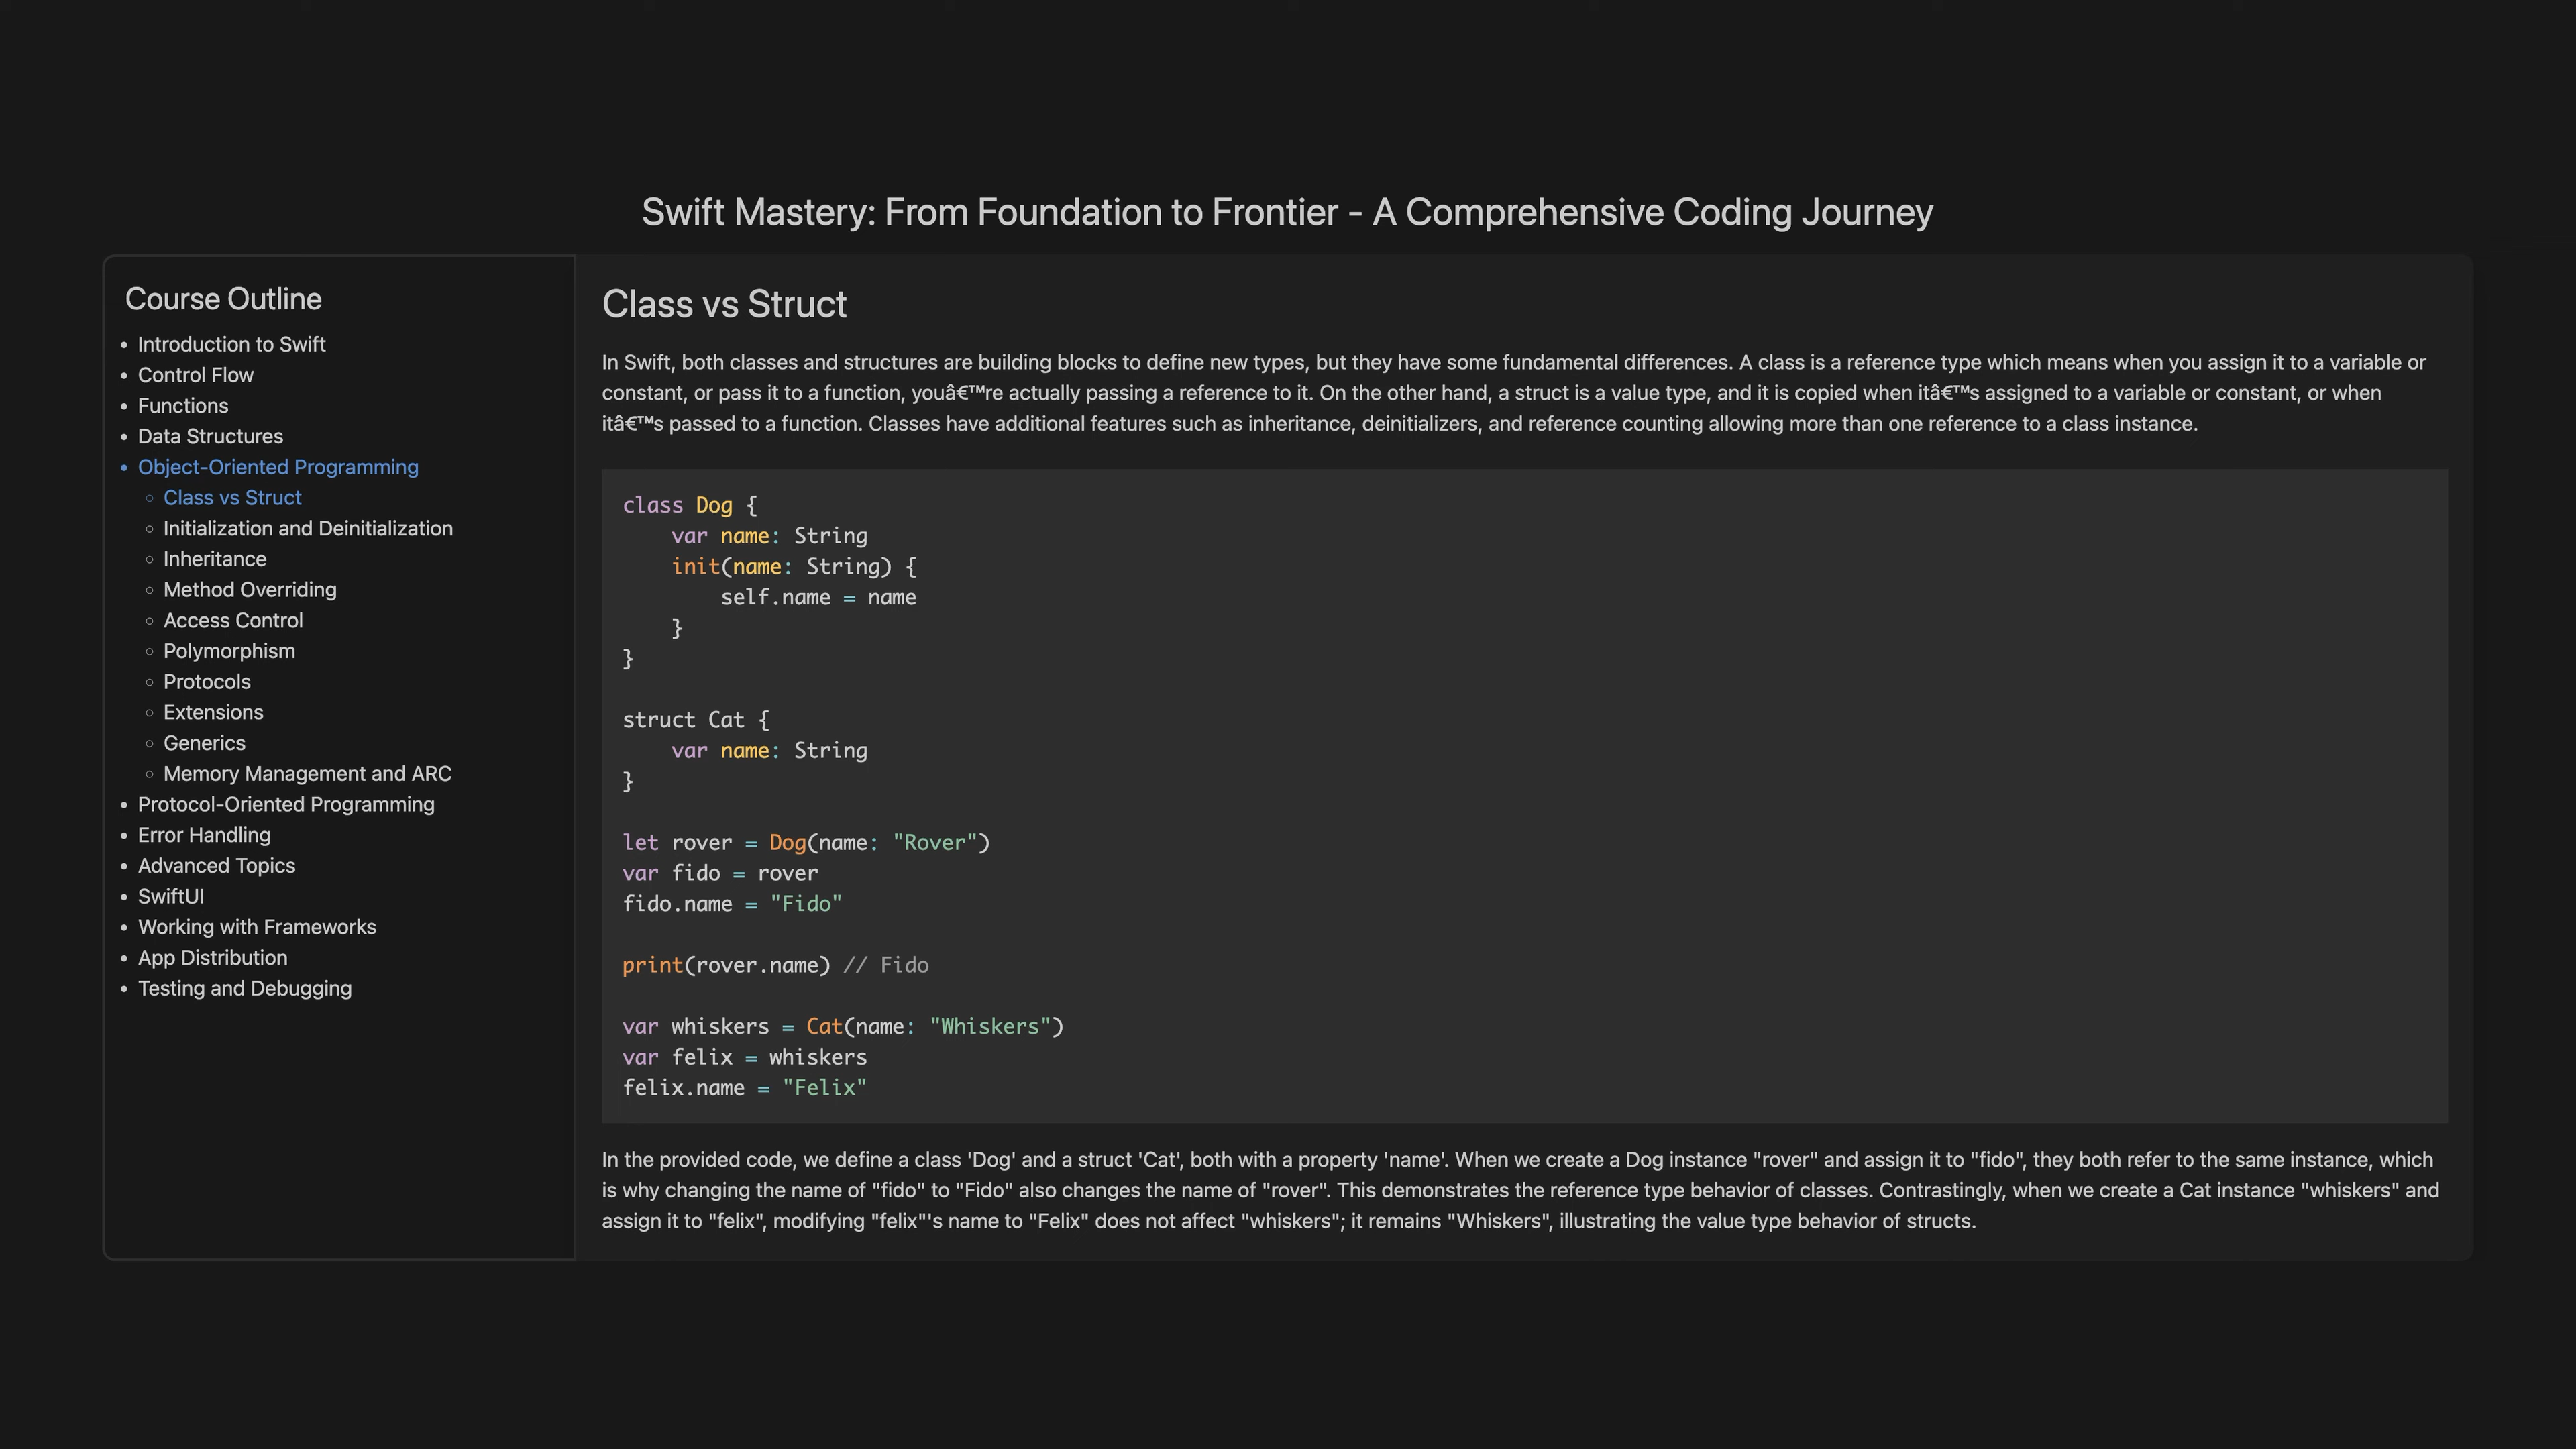 Swift Mastery: From Foundation to Frontier - A Comprehensive Coding Journey
Course Outline
• Introduction to Swift
• Control Flow
• Functions
• Data Structures
• Object-Oriented Programming
◦ Class vs Struct
◦ Initialization and Deinitialization
◦ Inheritance
◦ Method Overriding
◦ Access Control
◦ Polymorphism
◦ Protocols
◦ Extensions
◦ Generics
◦ Memory Management and ARC
• Protocol-Oriented Programming
• Error Handling
• Advanced Topics
• SwiftUI
• Working with Frameworks
• App Distribution
• Testing and Debugging
Class vs Struct
In Swift, both classes and structures are building blocks to define new types, but they have some fundamental differences. A class is a reference type which means when you assign it to a variable or
constant, or pass it to a function, youâ€™re actually passing a reference to it. On the other hand, a struct is a value type, and it is copied when itâ€™s assigned to a variable or constant, or when
itâ€™s passed to a function. Classes have additional features such as inheritance, deinitializers, and reference counting allowing more than one reference to a class instance.
class Dog {
    var name: String
    init(name: String) {
        self.name = name
    }
}
struct Cat {
    var name: String
}
let rover = Dog(name: "Rover")
var fido = rover
fido.name = "Fido"
print(rover.name) // Fido
var whiskers = Cat(name: "Whiskers")
var felix = whiskers
felix.name = "Felix"
In the provided code, we define a class 'Dog' and a struct 'Cat', both with a property 'name'. When we create a Dog instance "rover" and assign it to "fido", they both refer to the same instance, which
is why changing the name of "fido" to "Fido" also changes the name of "rover". This demonstrates the reference type behavior of classes. Contrastingly, when we create a Cat instance "whiskers" and
assign it to "felix", modifying "felix"'s name to "Felix" does not affect "whiskers"; it remains "Whiskers", illustrating the value type behavior of structs.